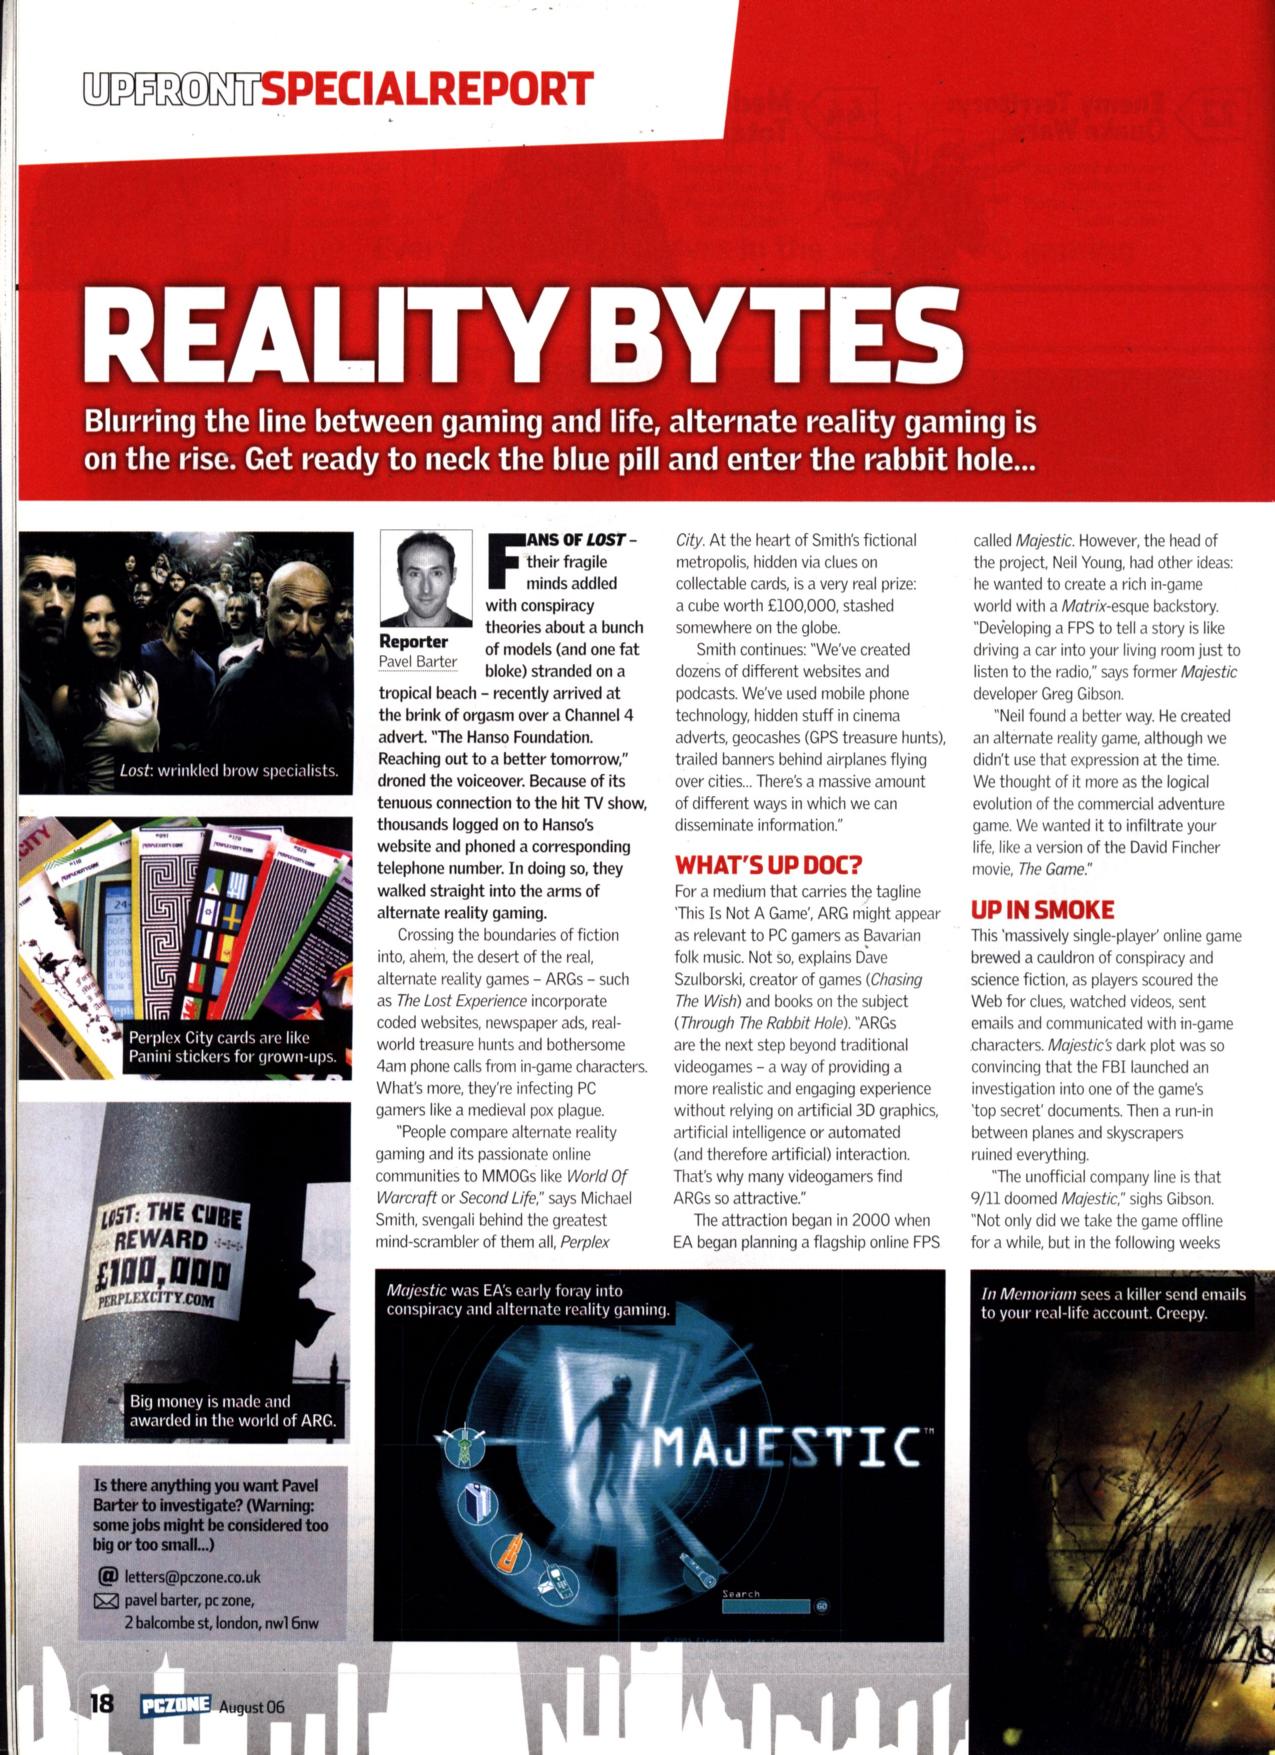 UPFRONTSPECIALREPORT
REALITY BYTES
Blurring the line between gaming and life, alternate reality gaming is
on the rise. Get ready to neck the blue pill and enter the rabbit hole...
Lost: wrinkled brow specialists.
Perplex City cards are like
Panini stickers for grown-ups.
LOST: THE CUBE
REWARD
£100,000
PERPLEXCITY.COM
Big money is made and
awarded in the world of ARG.
Is there anything you want Pavel
Barter to investigate? (Warning:
some jobs might be considered too
big or too small...)
@ letters@pczone.co.uk
pavel barter, pc zone,
2 balcombe st, london, nw1 6nw
Reporter
Pavel Barter
FANS OF LOST –
their fragile
minds addled
with conspiracy
theories about a bunch
of models (and one fat
bloke) stranded on a
tropical beach – recently arrived at
the brink of orgasm over a Channel 4
advert. "The Hanso Foundation.
Reaching out to a better tomorrow,"
droned the voiceover. Because of its
tenuous connection to the hit TV show,
thousands logged on to Hanso's
website and phoned a corresponding
telephone number. In doing so, they
walked straight into the arms of
alternate reality gaming.
Crossing the boundaries of fiction
into, ahem, the desert of the real,
alternate reality games – ARGs – such
as The Lost Experience incorporate
coded websites, newspaper ads, real-
world treasure hunts and bothersome
4am phone calls from in-game characters.
What's more, they're infecting PC
gamers like a medieval pox plague.
"People compare alternate reality
gaming and its passionate online
communities to MMOGs like World Of
Warcraft or Second Life," says Michael
Smith, svengali behind the greatest
mind-scrambler of them all, Perplex
City. At the heart of Smith's fictional
metropolis, hidden via clues on
collectable cards, is a very real prize:
a cube worth £100,000, stashed
somewhere on the globe.
Smith continues: "We've created
dozens of different websites and
podcasts. We've used mobile phone
technology, hidden stuff in cinema
adverts, geocashes (GPS treasure hunts),
trailed banners behind airplanes flying
over cities... There's a massive amount
of different ways in which we can
disseminate information."
WHAT'S UP DOC?
For a medium that carries the tagline
'This Is Not A Game', ARG might appear
as relevant to PC gamers as Bavarian
folk music. Not so, explains Dave
Szulborski, creator of games (Chasing
The Wish) and books on the subject
(Through The Rabbit Hole). "ARGs
are the next step beyond traditional
videogames – a way of providing a
more realistic and engaging experience
without relying on artificial 3D graphics,
artificial intelligence or automated
(and therefore artificial) interaction.
That's why many videogamers find
ARGs so attractive."
The attraction began in 2000 when
EA began planning a flagship online FPS
called Majestic. However, the head of
the project, Neil Young, had other ideas:
he wanted to create a rich in-game
world with a Matrix-esque backstory.
"Developing a FPS to tell a story is like
driving a car into your living room just to
listen to the radio," says former Majestic
developer Greg Gibson.
"Neil found a better way. He created
an alternate reality game, although we
didn't use that expression at the time.
We thought of it more as the logical
evolution of the commercial adventure
game. We wanted it to infiltrate your
life, like a version of the David Fincher
movie, The Game."
UP IN SMOKE
This 'massively single-player' online game
brewed a cauldron of conspiracy and
science fiction, as players scoured the
Web for clues, watched videos, sent
emails and communicated with in-game
characters. Majestic's dark plot was so
convincing that the FBI launched an
investigation into one of the game's
'top secret' documents. Then a run-in
between planes and skyscrapers
ruined everything.
"The unofficial company line is that
9/11 doomed Majestic," sighs Gibson.
"Not only did we take the game offline
for a while, but in the following weeks
Majestic was EA's early foray into
conspiracy and alternate reality gaming.
MAJESTIC™
Search
GO
In Memoriam sees a killer send emails
to your real-life account. Creepy.
18 PCZONE August 06